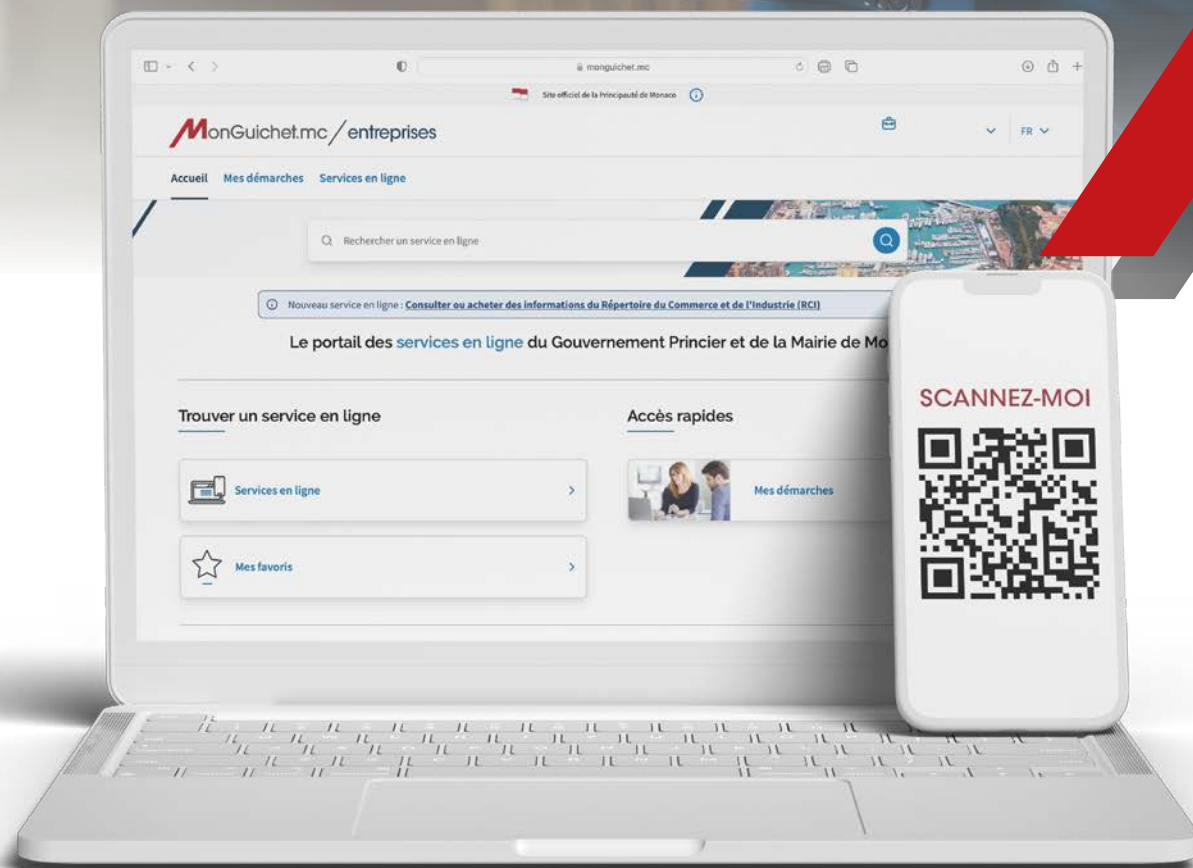 monguichet.mc
Site officiel de la Principauté de Monaco
MonGuichet.mc/entreprises
FR
Accueil Mes démarches Services en ligne
Rechercher un service en ligne
Nouveau service en ligne : Consulter ou acheter des informations du Répertoire du Commerce et de l'Industrie (RCI)
Le portail des services en ligne du Gouvernement Princier et de la Mairie de Mo
Trouver un service en ligne
Accès rapides
Services en ligne
Mes démarches
Mes favoris
SCANNEZ-MOI